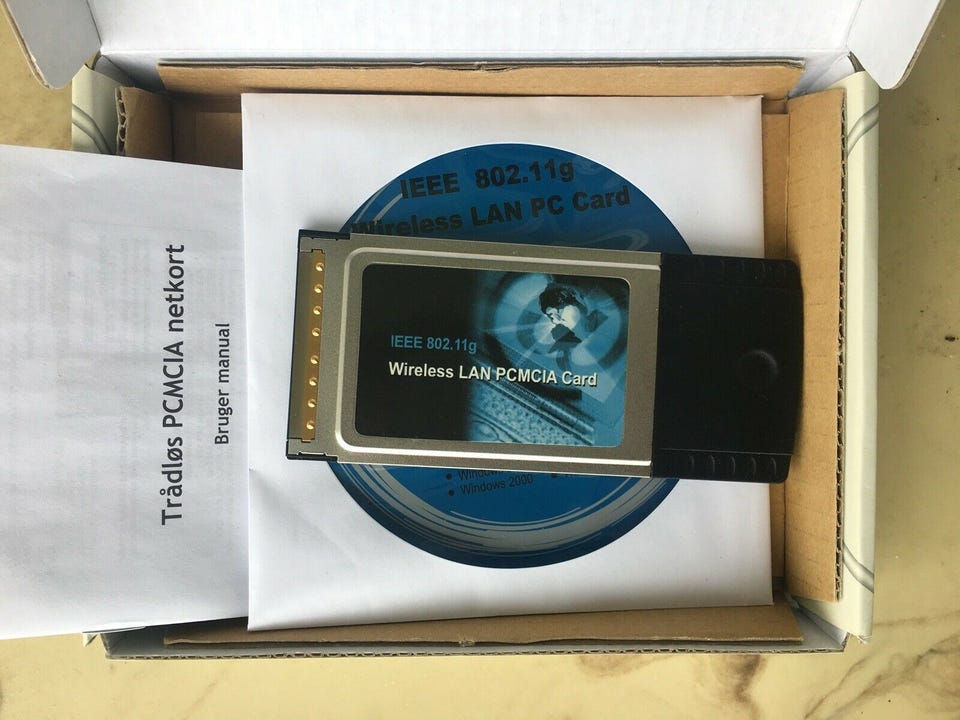 Trådløs PCMCIA netkort
Bruger manual
IEEE 802.11g
Wireless LAN PC Card
IEEE 802.11g
Wireless LAN PCMCIA Card
Windows 2000